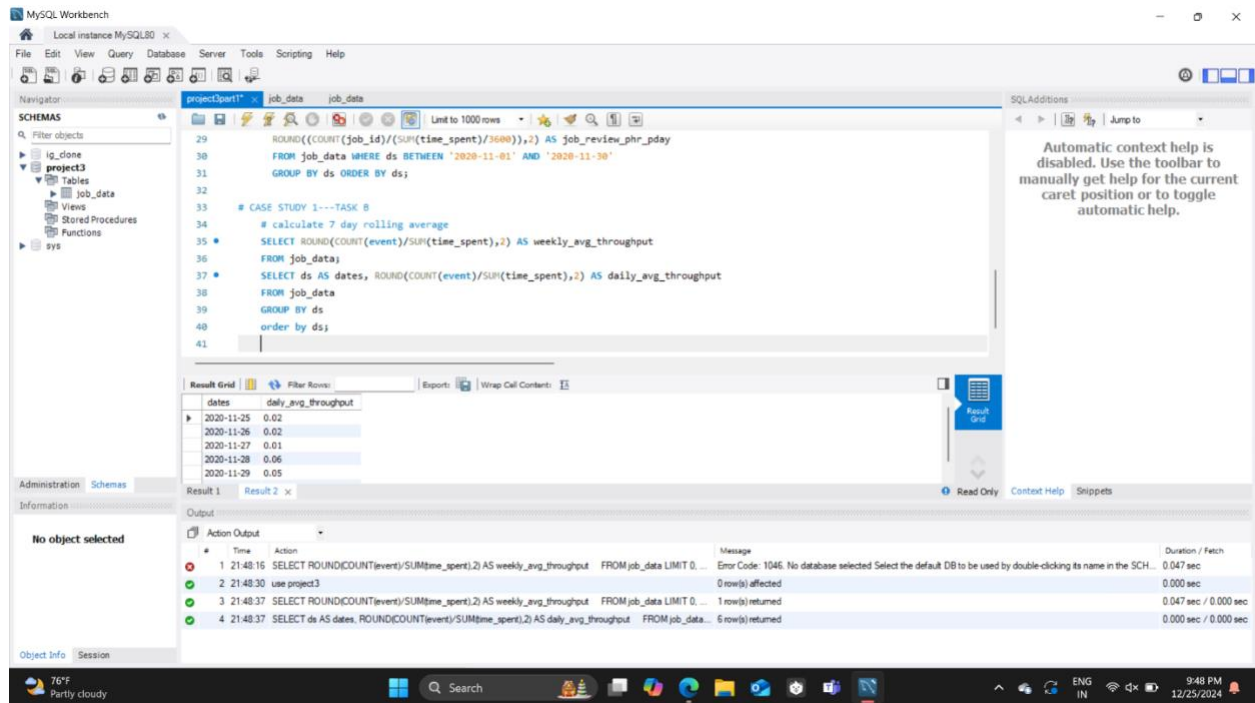 MySQL Workbench
Local instance MySQL80 ×
File Edit View Query Database Server Tools Scripting Help
Navigator
SCHEMAS
Filter objects
ig_clone
project3
Tables
job_data
Views
Stored Procedures
Functions
sys
Administration Schemas
Information
No object selected
Object Info Session
project3part1* × job_data job_data
Limit to 1000 rows
29 ROUND((COUNT(job_id)/(SUM(time_spent)/3600)),2) AS job_review_phr_pday
30 FROM job_data WHERE ds BETWEEN '2020-11-01' AND '2020-11-30'
31 GROUP BY ds ORDER BY ds;
32
33 # CASE STUDY 1---TASK B
34 # calculate 7 day rolling average
35 SELECT ROUND(COUNT(event)/SUM(time_spent),2) AS weekly_avg_throughput
36 FROM job_data;
37 SELECT ds AS dates, ROUND(COUNT(event)/SUM(time_spent),2) AS daily_avg_throughput
38 FROM job_data
39 GROUP BY ds
40 order by ds;
41
Result Grid Filter Rows: Export: Wrap Cell Content:
dates daily_avg_throughput
2020-11-25 0.02
2020-11-26 0.02
2020-11-27 0.01
2020-11-28 0.06
2020-11-29 0.05
Result Grid
Result 1 Result 2 × Read Only
SQLAdditions
Jump to
Automatic context help is
disabled. Use the toolbar to
manually get help for the current
caret position or to toggle
automatic help.
Context Help Snippets
Output
Action Output
# Time Action Message Duration / Fetch
1 21:48:16 SELECT ROUND(COUNT(event)/SUM(time_spent),2) AS weekly_avg_throughput FROM job_data LIMIT 0, ... Error Code: 1046. No database selected Select the default DB to be used by double-clicking its name in the SCH... 0.047 sec
2 21:48:30 use project3 0 row(s) affected 0.000 sec
3 21:48:37 SELECT ROUND(COUNT(event)/SUM(time_spent),2) AS weekly_avg_throughput FROM job_data LIMIT 0, ... 1 row(s) returned 0.047 sec / 0.000 sec
4 21:48:37 SELECT ds AS dates, ROUND(COUNT(event)/SUM(time_spent),2) AS daily_avg_throughput FROM job_data... 6 row(s) returned 0.000 sec / 0.000 sec
76°F
Partly cloudy
Search
ENG
IN
9:48 PM
12/25/2024